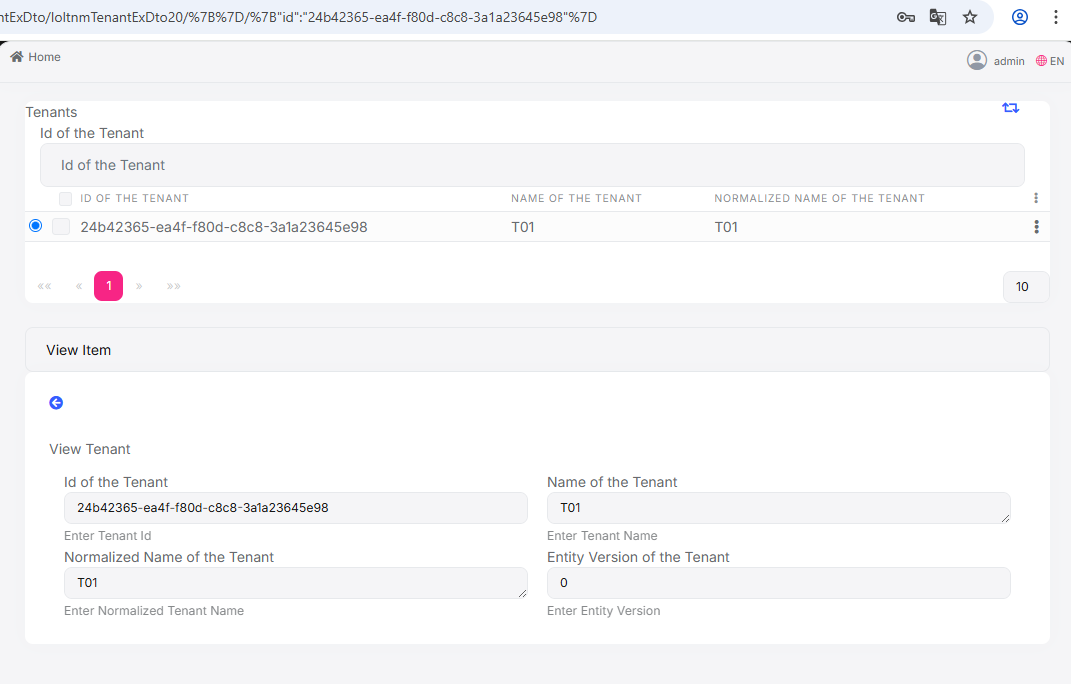 ntExDto/IoItnmTenantExDto20/%7B%7D/%7B"id":"24b42365-ea4f-f80d-c8c8-3a1a23645e98"%7D
Home
admin EN
Tenants
Id of the Tenant
Id of the Tenant
ID OF THE TENANT NAME OF THE TENANT NORMALIZED NAME OF THE TENANT
24b42365-ea4f-f80d-c8c8-3a1a23645e98 T01 T01
«« « 1 » »» 10
View Item
View Tenant
Id of the Tenant Name of the Tenant
24b42365-ea4f-f80d-c8c8-3a1a23645e98 T01
Enter Tenant Id Enter Tenant Name
Normalized Name of the Tenant Entity Version of the Tenant
T01 0
Enter Normalized Tenant Name Enter Entity Version